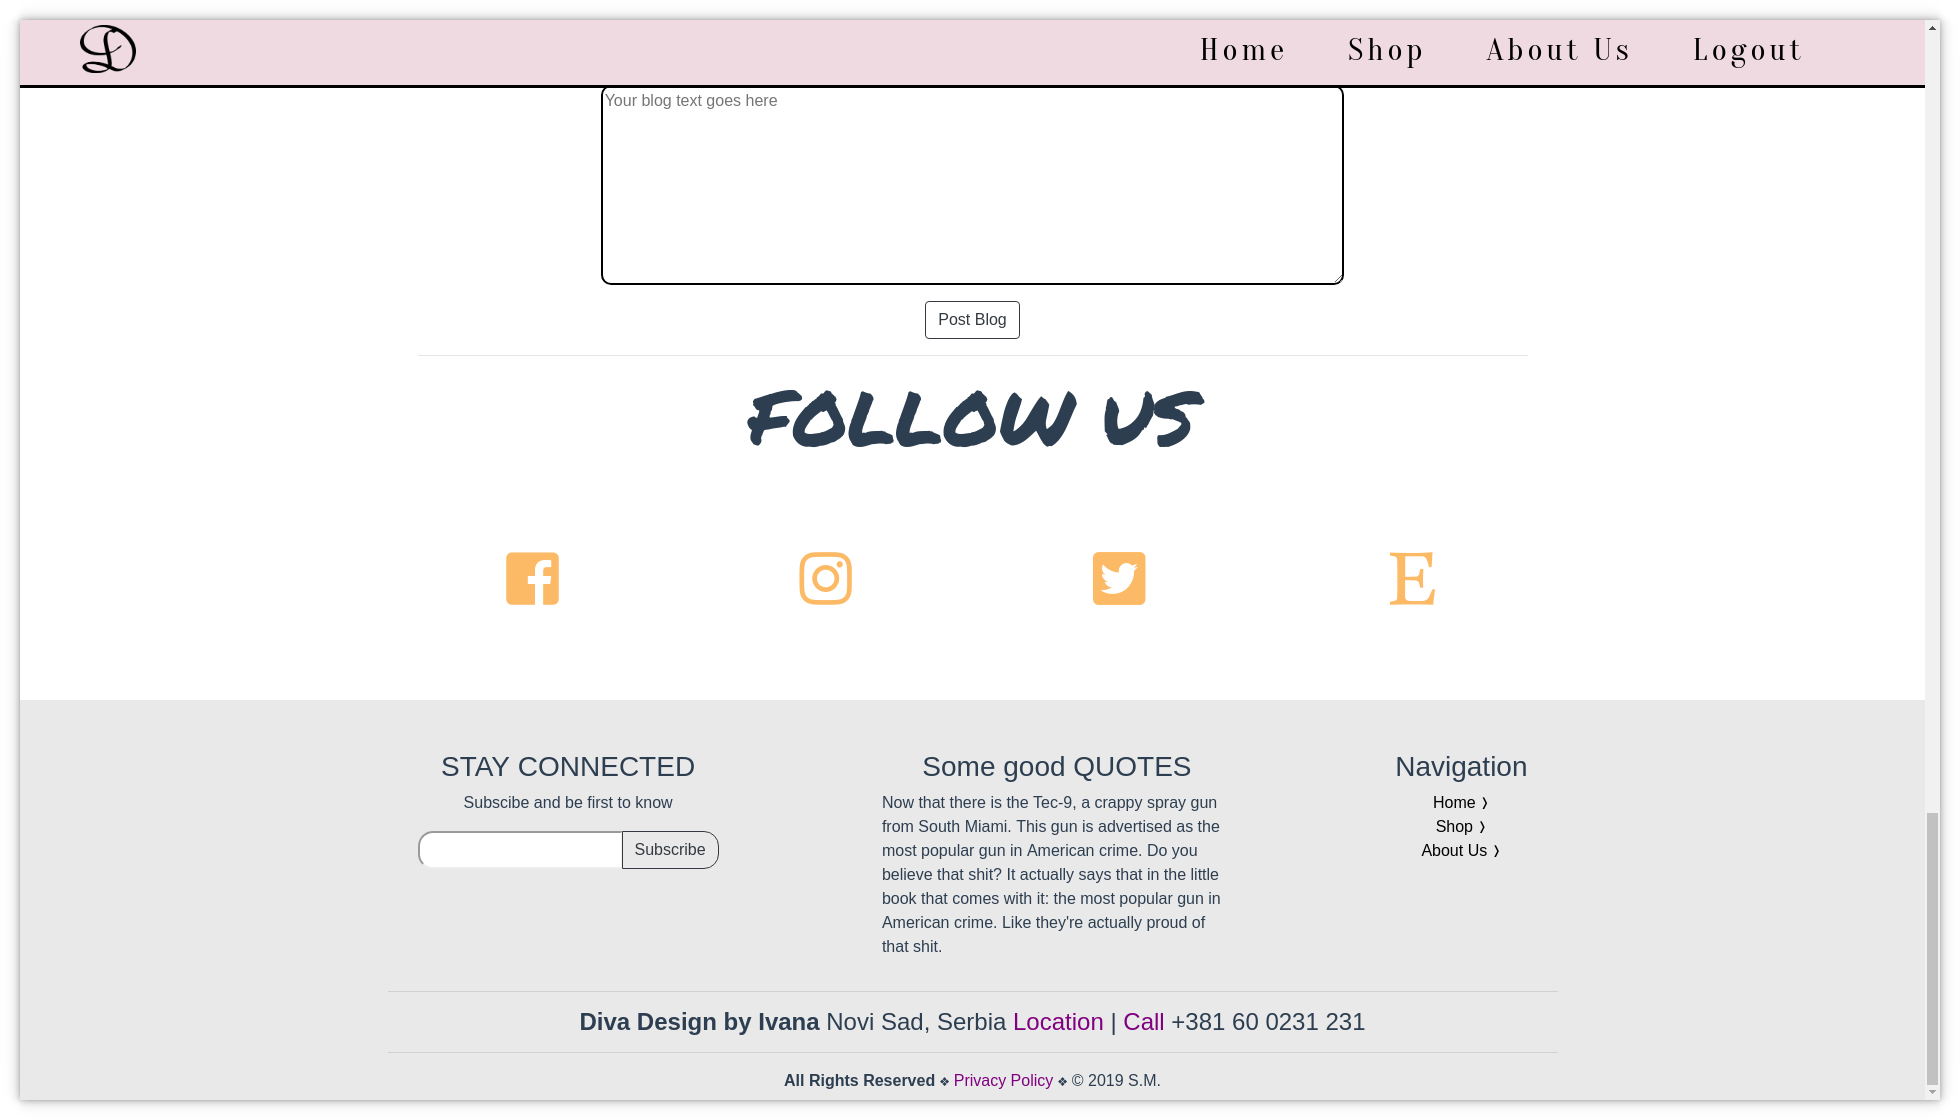 D
Home Shop About Us Logout
Your blog text goes here
Post Blog
FOLLOW US
E
STAY CONNECTED
Subscibe and be first to know
Subscribe
Some good QUOTES
Now that there is the Tec-9, a crappy spray gun
from South Miami. This gun is advertised as the
most popular gun in American crime. Do you
believe that shit? It actually says that in the little
book that comes with it: the most popular gun in
American crime. Like they're actually proud of
that shit.
Navigation
Home ❭
Shop ❭
About Us ❭
Diva Design by Ivana Novi Sad, Serbia Location | Call +381 60 0231 231
All Rights Reserved ❖ Privacy Policy ❖ © 2019 S.M.